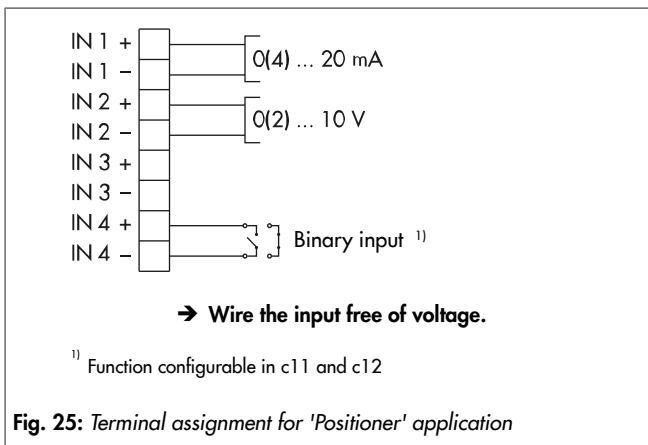 IN 1 +
IN 1 − 0(4) ... 20 mA
IN 2 +
IN 2 − 0(2) ... 10 V
IN 3 +
IN 3 −
IN 4 +
IN 4 − Binary input 1)
➔ Wire the input free of voltage.
1) Function configurable in c11 and c12
Fig. 25: Terminal assignment for 'Positioner' application